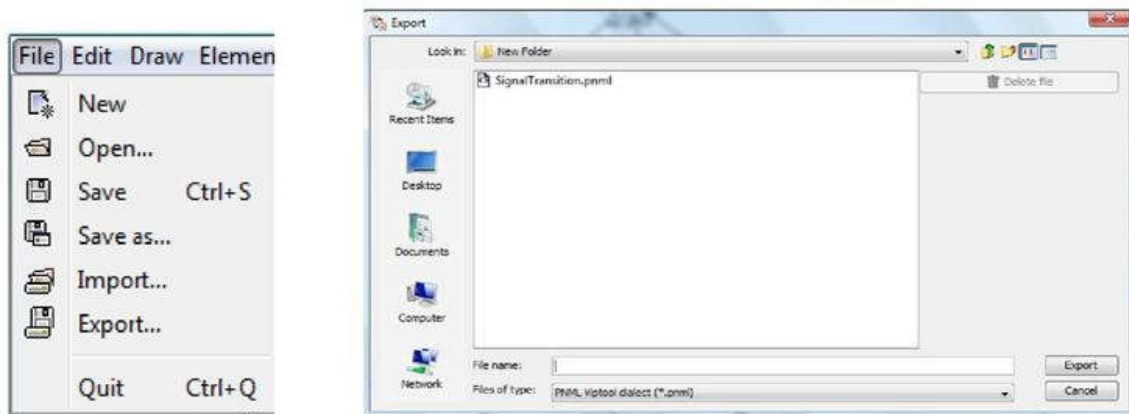 File Edit Draw Elemen
New
Open...
Save Ctrl+S
Save as...
Import...
Export...
Quit Ctrl+Q
Export
Look in: New Folder
SignalTransition.pnml
Delete file
Recent Items
Desktop
Documents
Computer
Network
File name:
Export
Files of type: PNML Viptool dialect (*.pnml)
Cancel